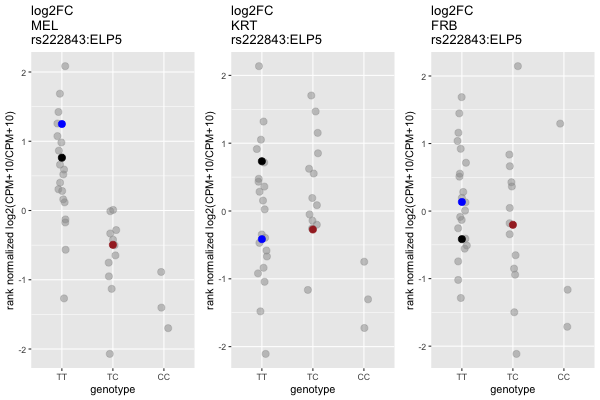 log2FC
MEL
rs222843:ELP5
rank normalized log2(CPM+10/CPM+10)
2
1
0
-1
-2
TT
TC
CC
genotype
log2FC
KRT
rs222843:ELP5
rank normalized log2(CPM+10/CPM+10)
2
1
0
-1
-2
TT
TC
CC
genotype
log2FC
FRB
rs222843:ELP5
rank normalized log2(CPM+10/CPM+10)
2
1
0
-1
-2
TT
TC
CC
genotype